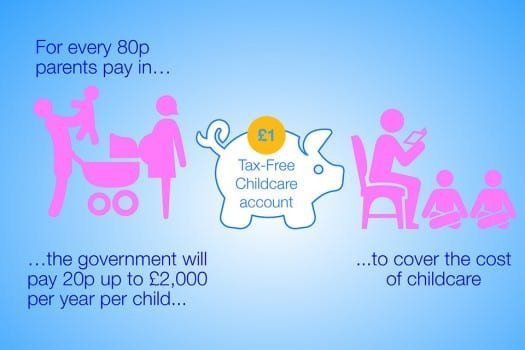 For every 80p
parents pay in…
£1
Tax-Free
Childcare
account
…the government will
pay 20p up to £2,000
per year per child...
...to cover the cost
of childcare